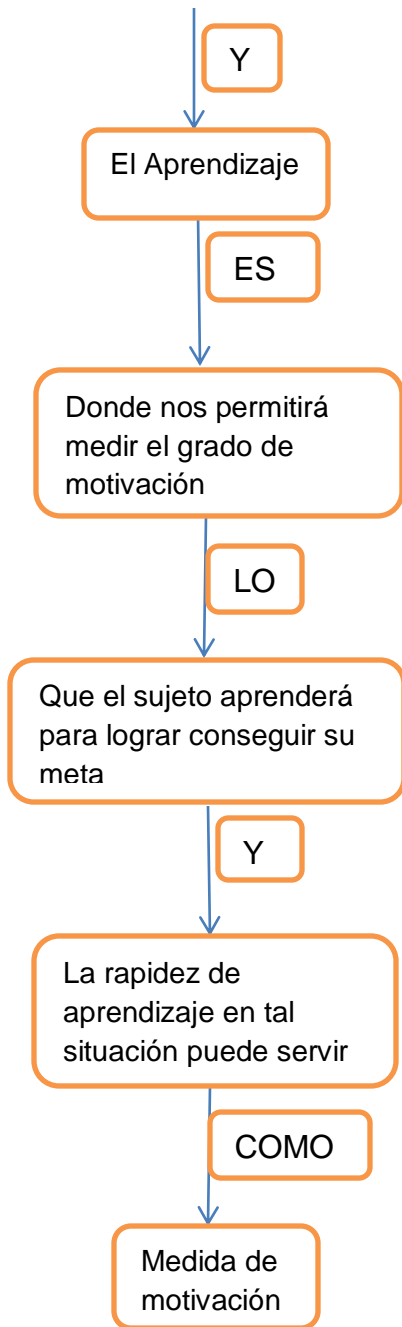 Y
El Aprendizaje
ES
Donde nos permitirá
medir el grado de
motivación
LO
Que el sujeto aprenderá
para lograr conseguir su
meta
Y
La rapidez de
aprendizaje en tal
situación puede servir
COMO
Medida de
motivación